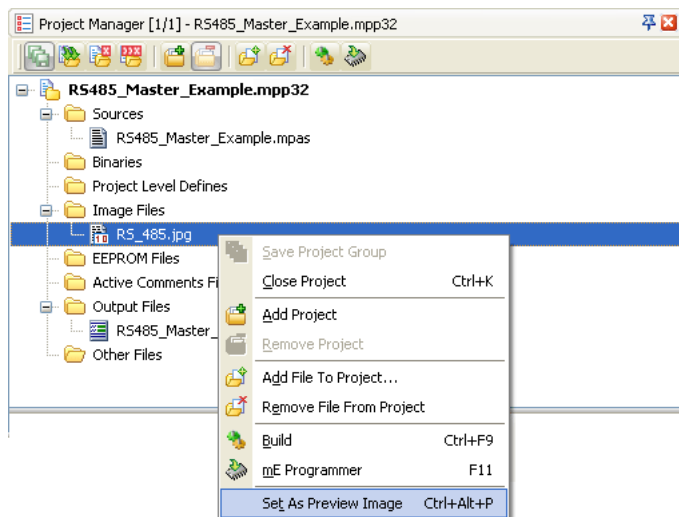 Project Manager [1/1] - RS485_Master_Example.mpp32
RS485_Master_Example.mpp32
Sources
RS485_Master_Example.mpas
Binaries
Project Level Defines
Image Files
RS_485.jpg
EEPROM Files
Active Comments Fi
Output Files
RS485_Master_
Other Files
Save Project Group
Close Project Ctrl+K
Add Project
Remove Project
Add File To Project...
Remove File From Project
Build Ctrl+F9
mE Programmer F11
Set As Preview Image Ctrl+Alt+P